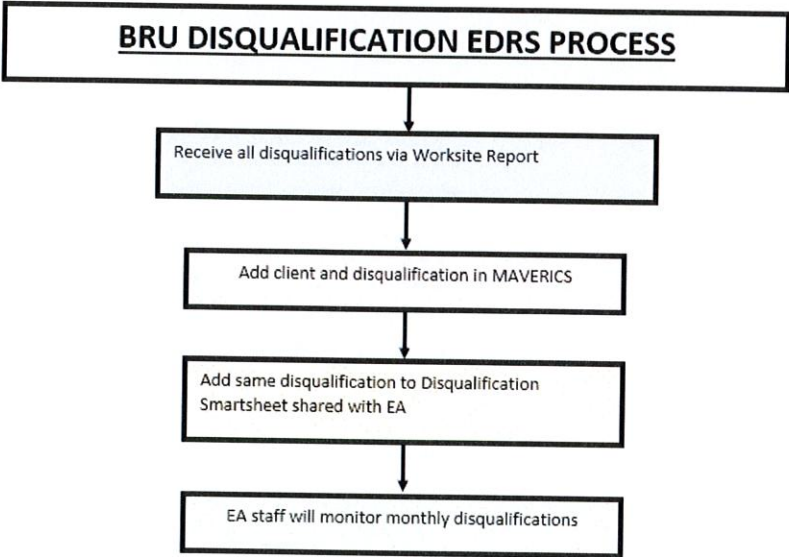 BRU DISQUALIFICATION EDRS PROCESS
Receive all disqualifications via Worksite Report
Add client and disqualification in MAVERICS
Add same disqualification to Disqualification
Smartsheet shared with EA
EA staff will monitor monthly disqualifications